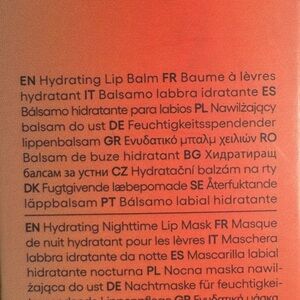 EN Hydrating Lip Balm FR Baume à lèvres
hydratant IT Balsamo labbra idratante ES
Bálsamo hidratante para labios PL Nawilżający
balsam do ust DE Feuchtigkeitsspendender
lippenbalsam GR Ενυδατικό μπαλμ χειλιών RO
Balsam de buze hidratant BG Хидратиращ
балсам за устни CZ Hydratační balzám na rty
DK Fugtgivende læbepomade SE Återfuktande
läppbalsam PT Bálsamo labial hidratante
EN Hydrating Nighttime Lip Mask FR Masque
de nuit hydratant pour les lèvres IT Maschera
labbra idratante da notte ES Mascarilla labial
hidratante nocturna PL Nocna maska nawil-
żająca do ust DE Nachtmaske für feuchtigkei-